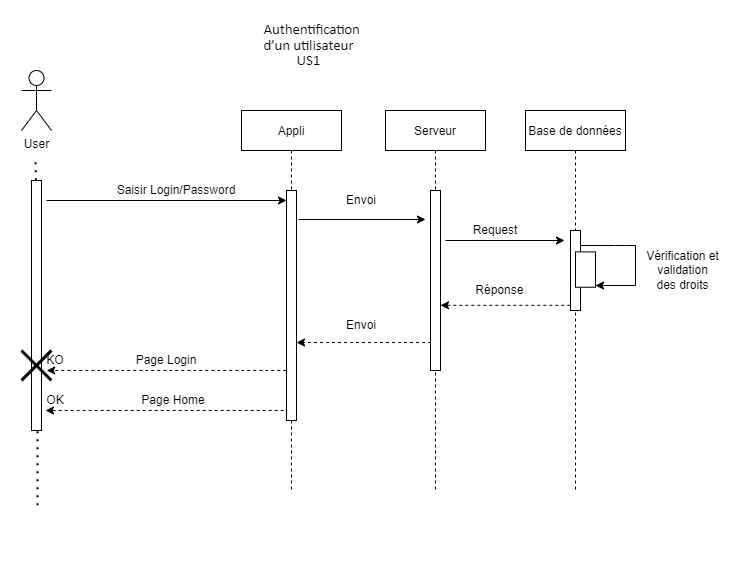 Authentification
d'un utilisateur
US1
User
Appli
Serveur
Base de données
Saisir Login/Password
Envoi
Request
Vérification et
validation
des droits
Réponse
Envoi
KO
Page Login
OK
Page Home